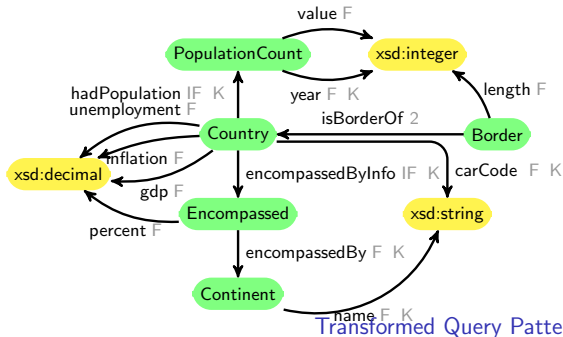 value F
PopulationCount
xsd:integer
hadPopulation IF K
year F K
length F
unemployment F
isBorderOf 2
Country
Border
inflation F
encompassedByInfo IF K
carCode F K
xsd:decimal
gdp F
Encompassed
xsd:string
percent F
encompassedBy F K
Continent
name F K
Transformed Query Patte